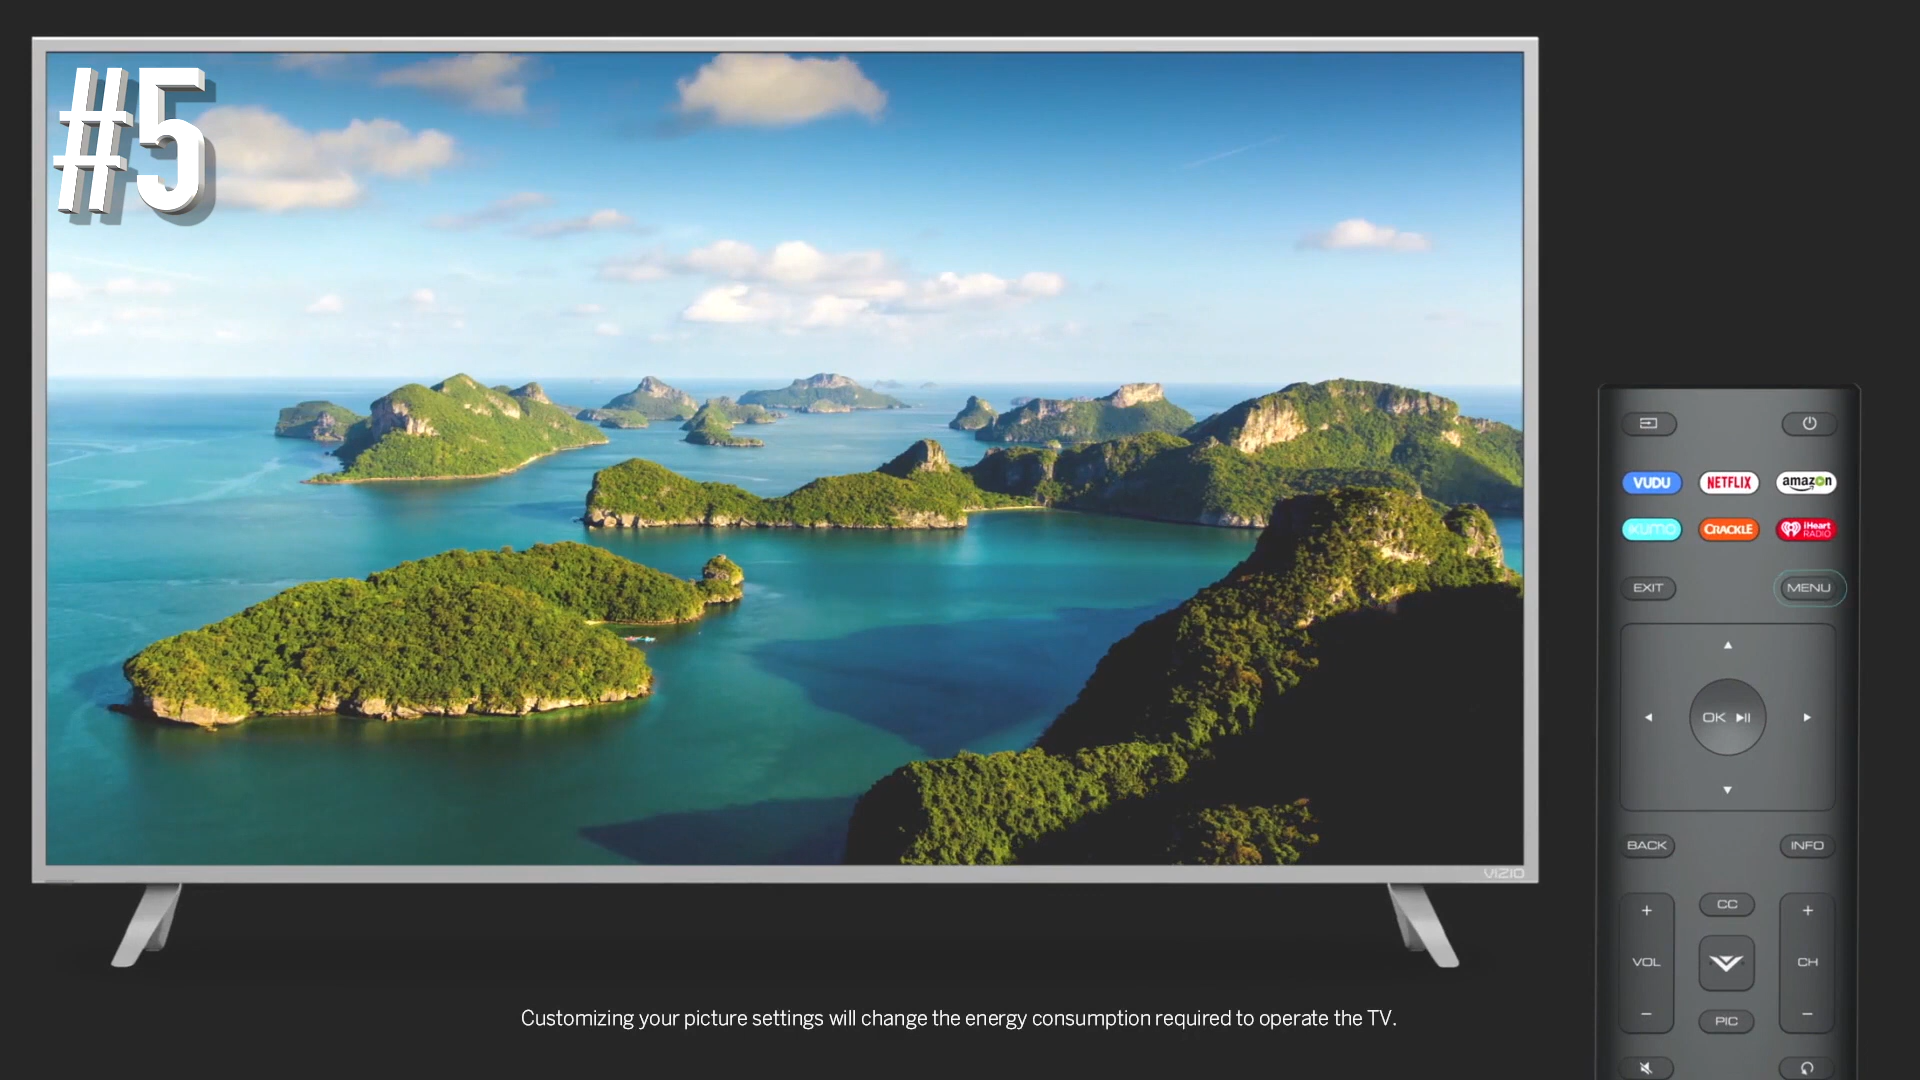 #5
VIZIO
VUDU
NETFLIX
amazon
XUMO
CRACKLE
iHeart
RADIO
EXIT
MENU
OK
BACK
INFO
+
CC
+
VOL
CH
-
PIC
-
Customizing your picture settings will change the energy consumption required to operate the TV.